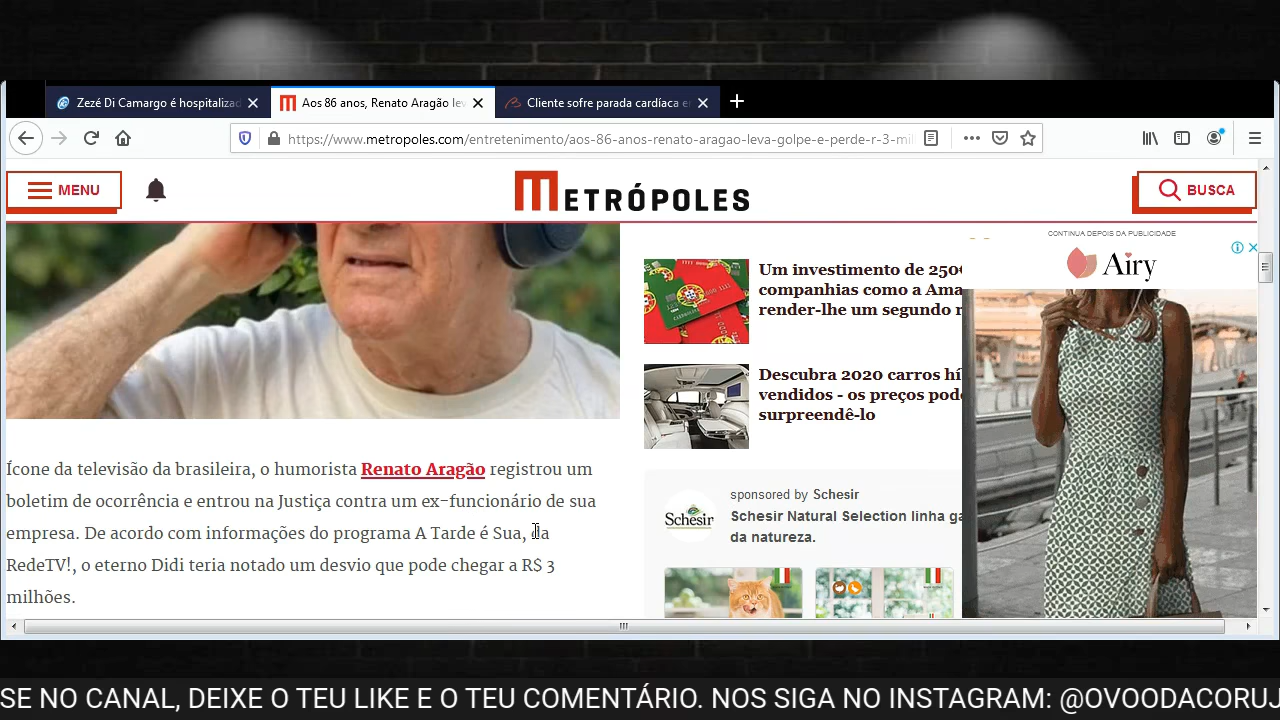 Zezé Di Camargo é hospitalizad
Aos 86 anos, Renato Aragão lev
Cliente sofre parada cardíaca e
https://www.metropoles.com/entretenimento/aos-86-anos-renato-aragao-leva-golpe-e-perde-r-3-mil
MENU
METRÓPOLES
BUSCA
CONTINUA DEPOIS DA PUBLICIDADE
Airy
Um investimento de 250€
companhias como a Ama
render-lhe um segundo
Descubra 2020 carros hí
vendidos - os preços pod
surpreendê-lo
Ícone da televisão da brasileira, o humorista Renato Aragão registrou um
boletim de ocorrência e entrou na Justiça contra um ex-funcionário de sua
empresa. De acordo com informações do programa A Tarde é Sua, da
RedeTV!, o eterno Didi teria notado um desvio que pode chegar a R$ 3
milhões.
sponsored by Schesir
Schesir
Schesir Natural Selection linha ga
da natureza.
SE NO CANAL, DEIXE O TEU LIKE E O TEU COMENTÁRIO. NOS SIGA NO INSTAGRAM: @OVOODACORUJ